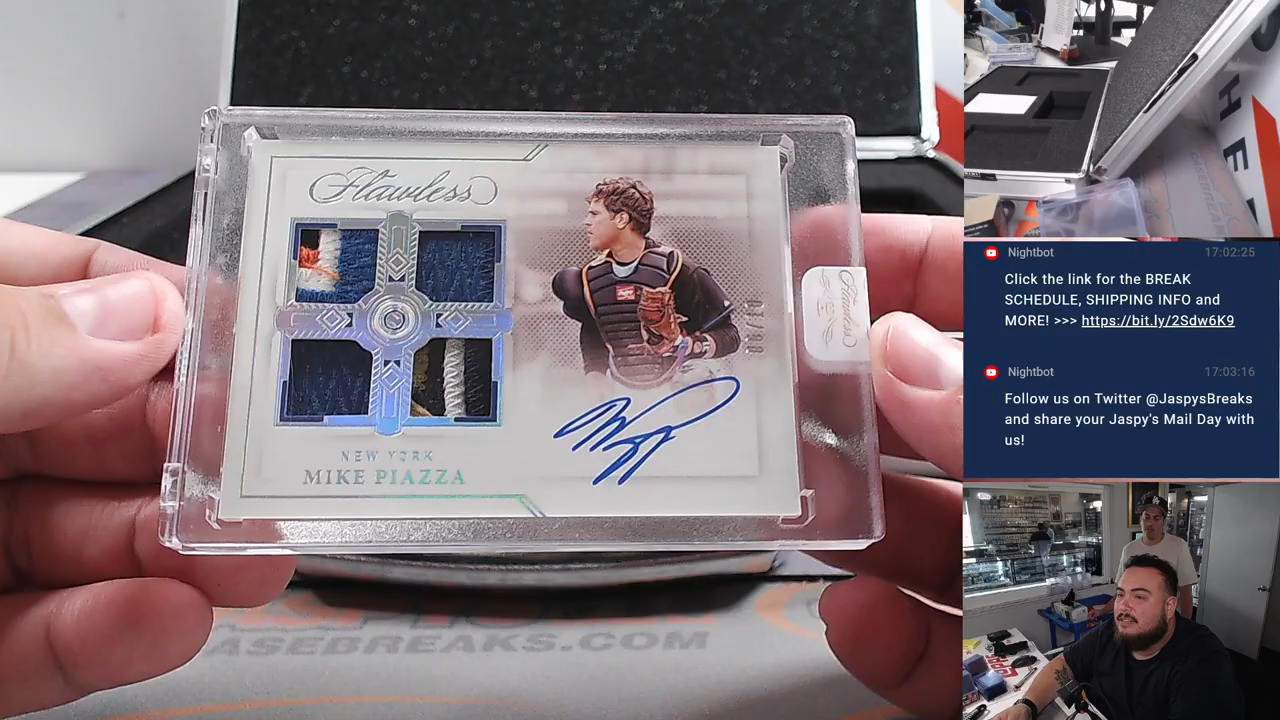 Flawless
NEW YORK
MIKE PIAZZA
Flawless
CASEBREAKS.COM
Nightbot 17:02:25
Click the link for the BREAK
SCHEDULE, SHIPPING INFO and
MORE! >>> https://bit.ly/2Sdw6K9
Nightbot 17:03:16
Follow us on Twitter @JaspysBreaks
and share your Jaspy's Mail Day with
us!